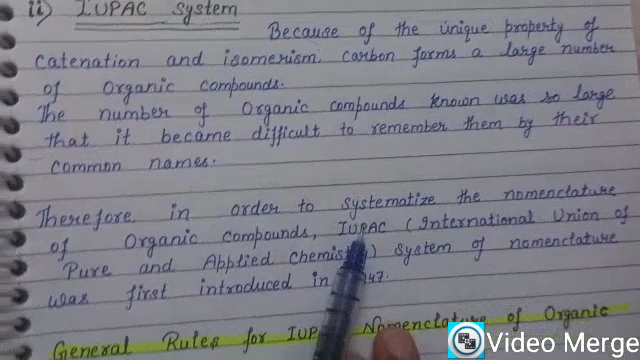 ii) IUPAC System
Because of the unique property of
catenation and isomerism, carbon forms a large number
of Organic compounds.
The number of Organic compounds known was so large
that it became difficult to remember them by their
common names.
Therefore in order to systematize the nomenclature
of Organic compounds, IUPAC (International Union of
Pure and Applied Chemistry) System of nomenclature
was first introduced in 47.
General Rules for IUPAC Nomenclature of Organic
Video Merge